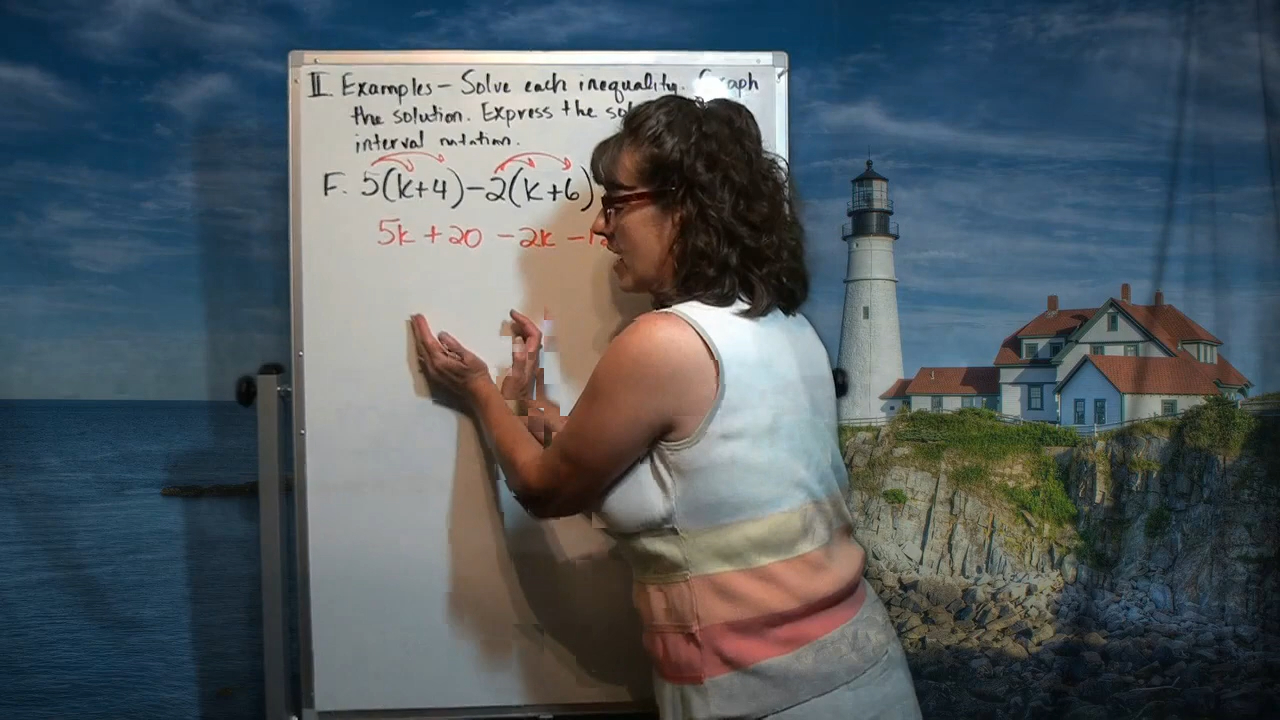 II. Examples - Solve each inequality. Graph
the solution. Express the
interval notation.
F. 5(k+4)-2(k+6)
5k + 20 - 2k - 1